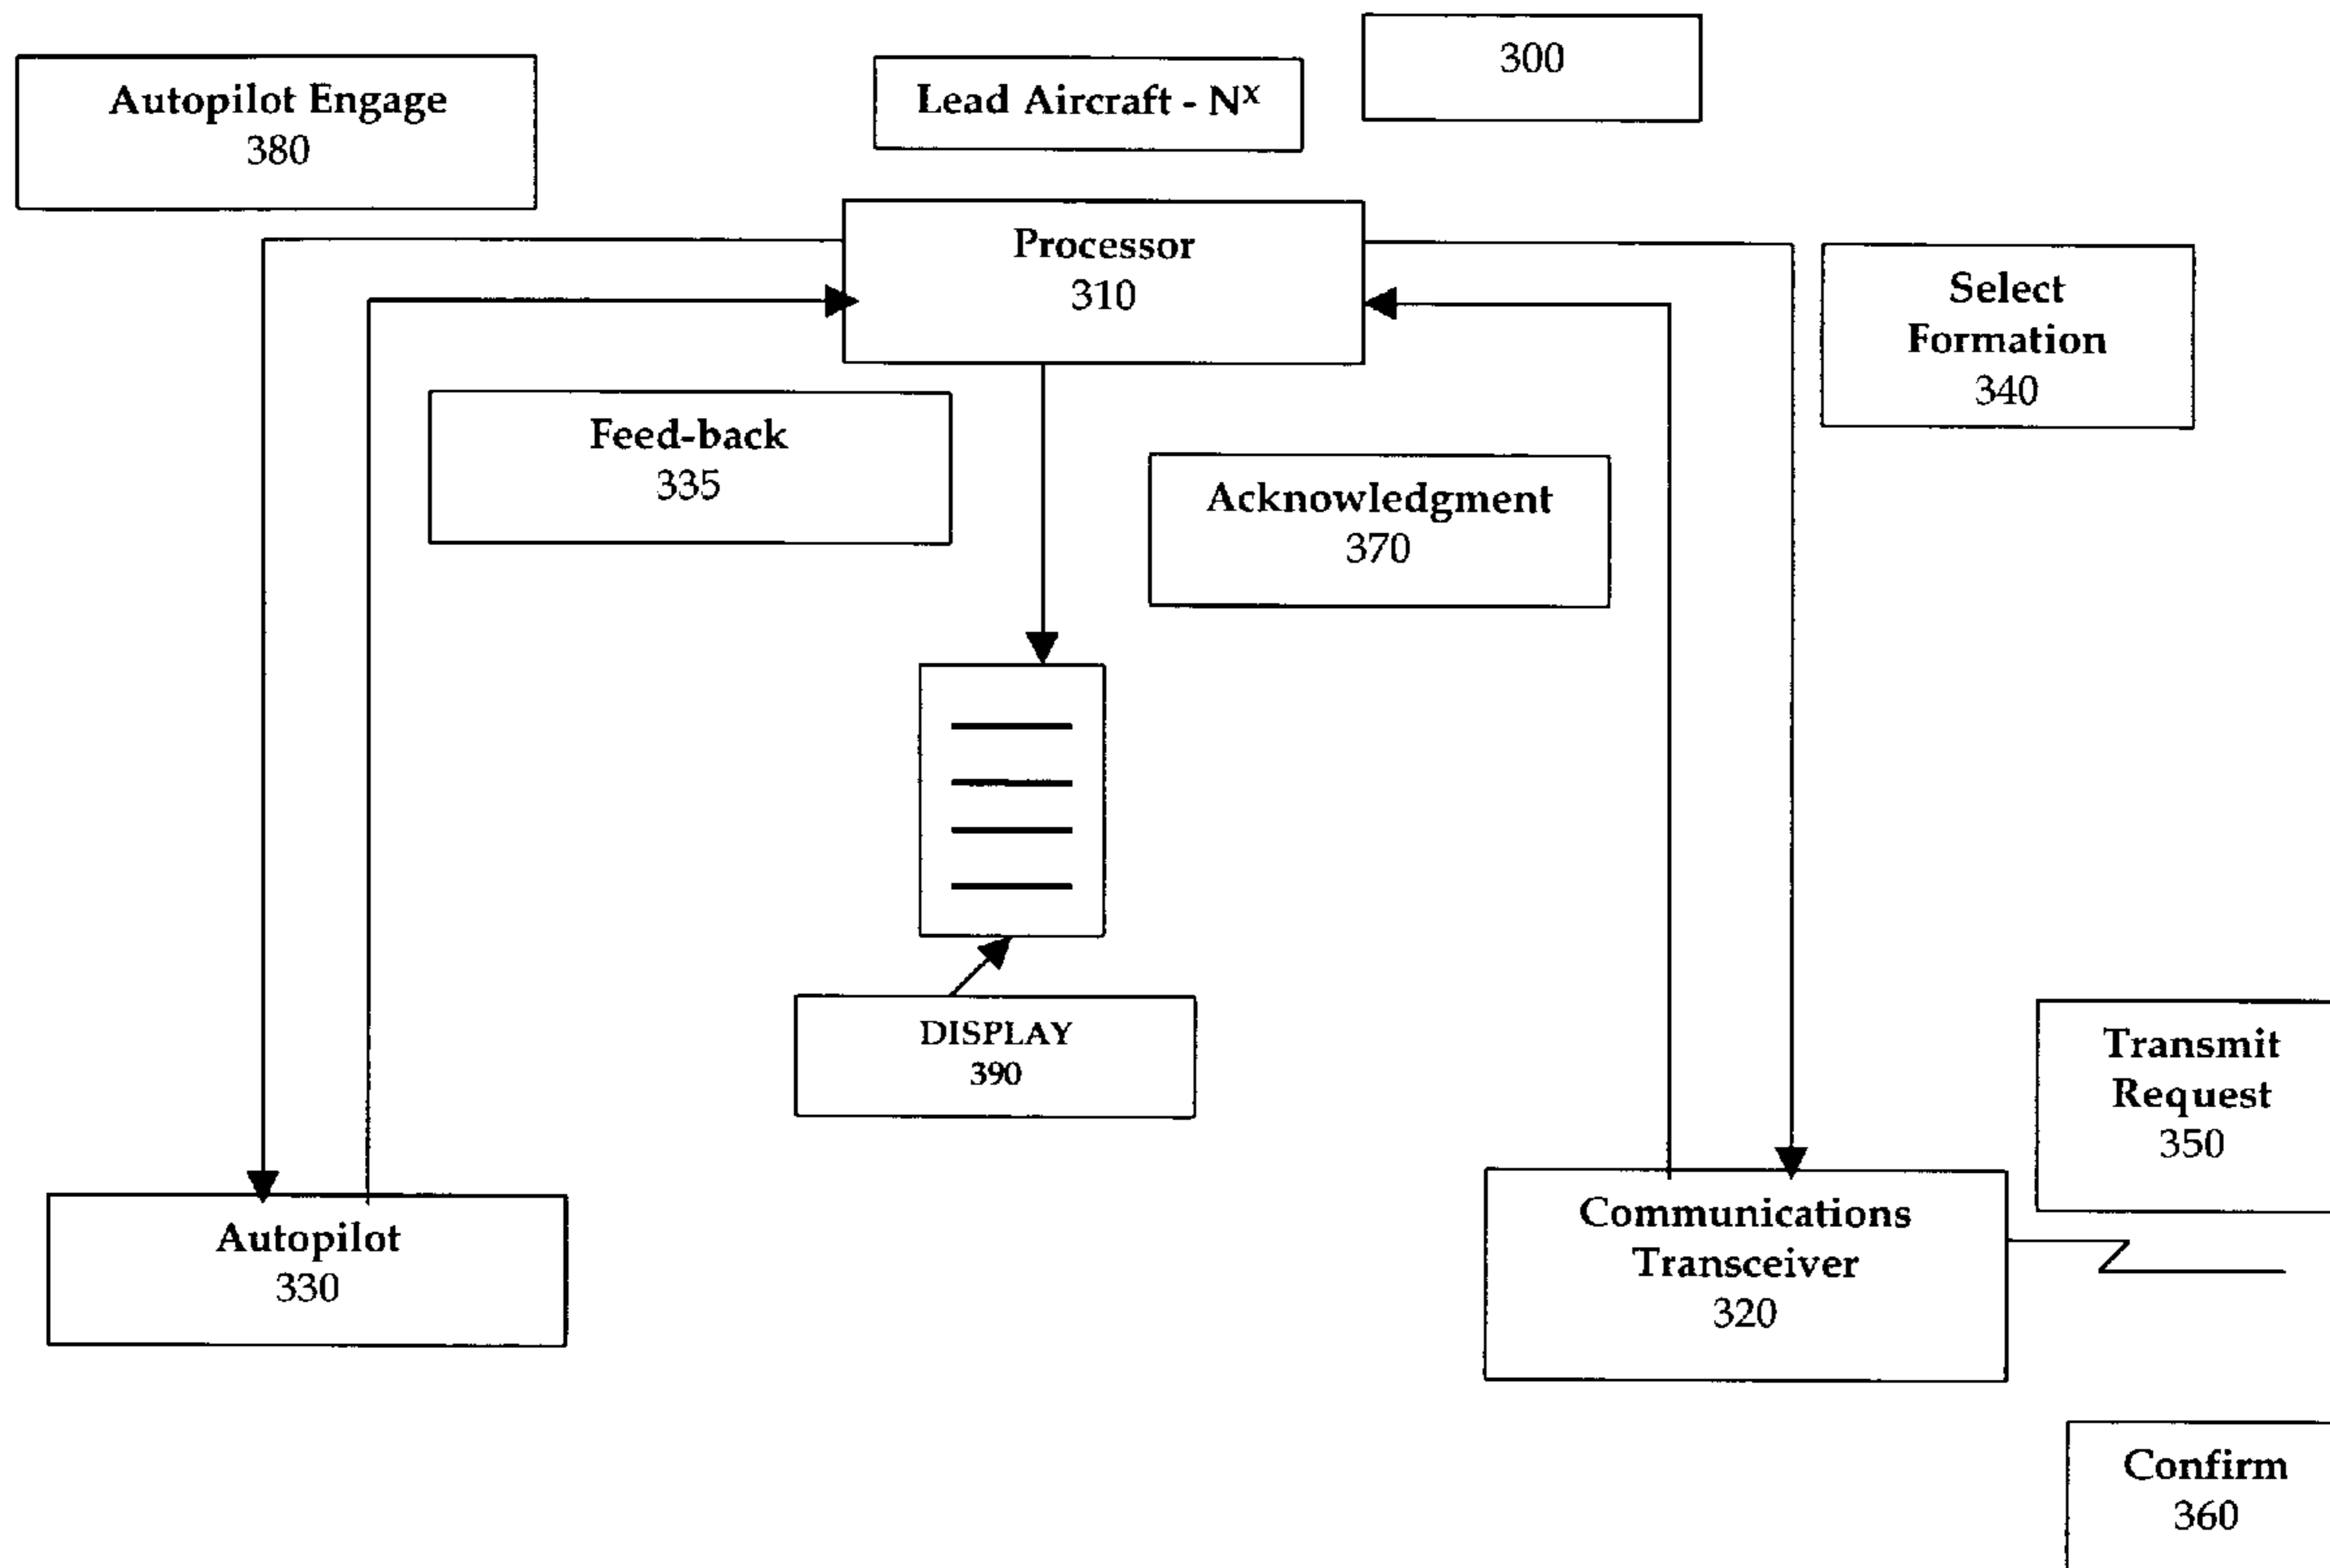 300
Autopilot Engage
380
Lead Aircraft - Nˣ
Processor
310
Select
Formation
340
Feed-back
335
Acknowledgment
370
DISPLAY
390
Transmit
Request
350
Autopilot
330
Communications
Transceiver
320
Confirm
360